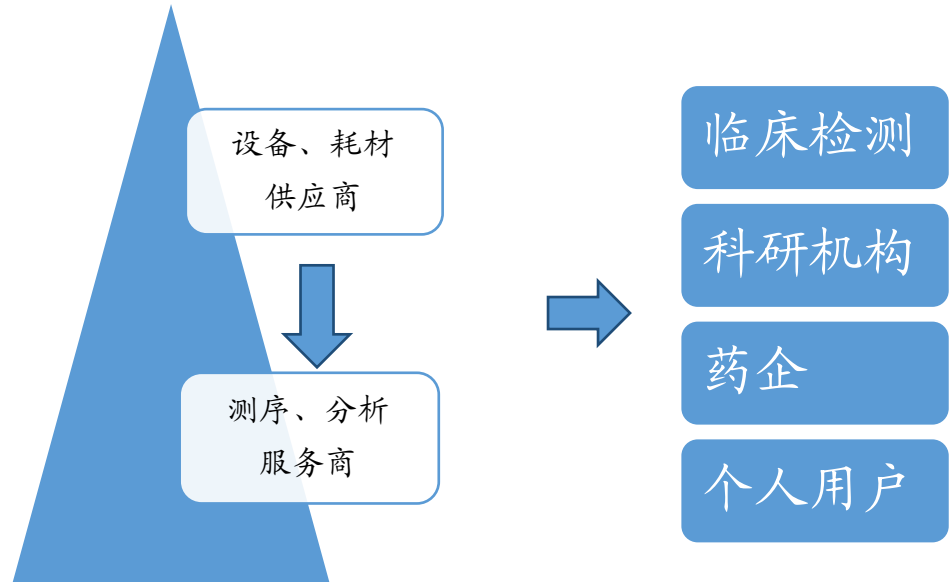 设备、耗材
供应商
测序、分析
服务商
临床检测
科研机构
药企
个人用户